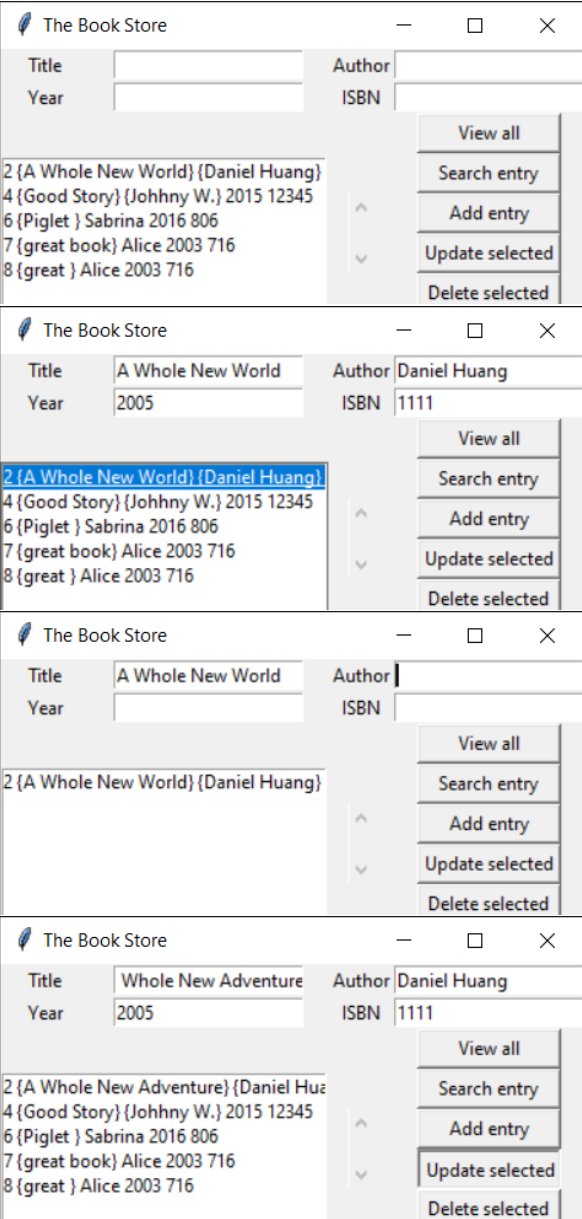 The Book Store
Title Author
Year ISBN
View all
2 {A Whole New World} {Daniel Huang} Search entry
4 {Good Story} {Johhny W.} 2015 12345
6 {Piglet } Sabrina 2016 806 Add entry
7 {great book} Alice 2003 716 Update selected
8 {great } Alice 2003 716
Delete selected
The Book Store
Title A Whole New World Author Daniel Huang
Year 2005 ISBN 1111
View all
2 {A Whole New World} {Daniel Huang} Search entry
4 {Good Story} {Johhny W.} 2015 12345
6 {Piglet } Sabrina 2016 806 Add entry
7 {great book} Alice 2003 716 Update selected
8 {great } Alice 2003 716
Delete selected
The Book Store
Title A Whole New World Author
Year ISBN
View all
2 {A Whole New World} {Daniel Huang} Search entry
Add entry
Update selected
Delete selected
The Book Store
Title Whole New Adventure Author Daniel Huang
Year 2005 ISBN 1111
View all
2 {A Whole New Adventure} {Daniel Hua Search entry
4 {Good Story} {Johhny W.} 2015 12345
6 {Piglet } Sabrina 2016 806 Add entry
7 {great book} Alice 2003 716 Update selected
8 {great } Alice 2003 716
Delete selected